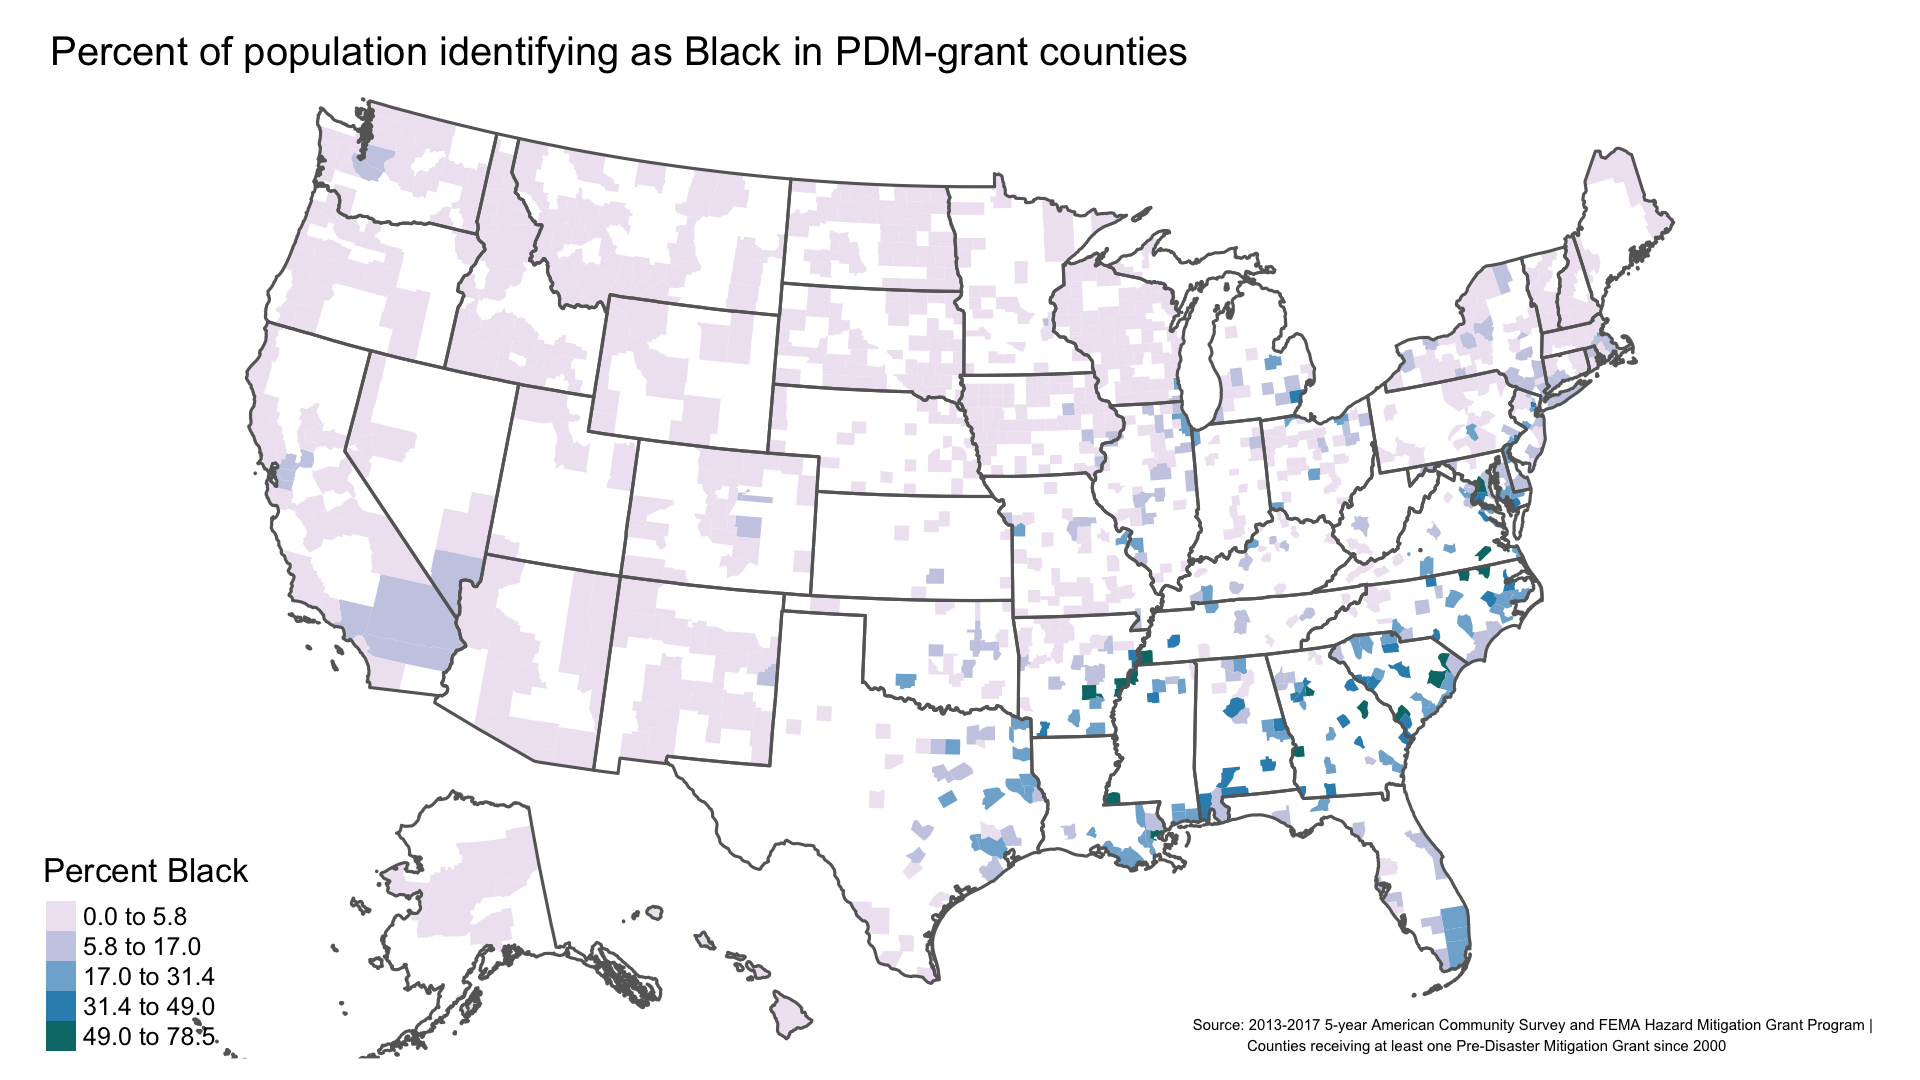 Percent of population identifying as Black in PDM-grant counties
Percent Black
0.0 to 5.8
5.8 to 17.0
17.0 to 31.4
31.4 to 49.0
49.0 to 78.5
Source: 2013-2017 5-year American Community Survey and FEMA Hazard Mitigation Grant Program |
Counties receiving at least one Pre-Disaster Mitigation Grant since 2000